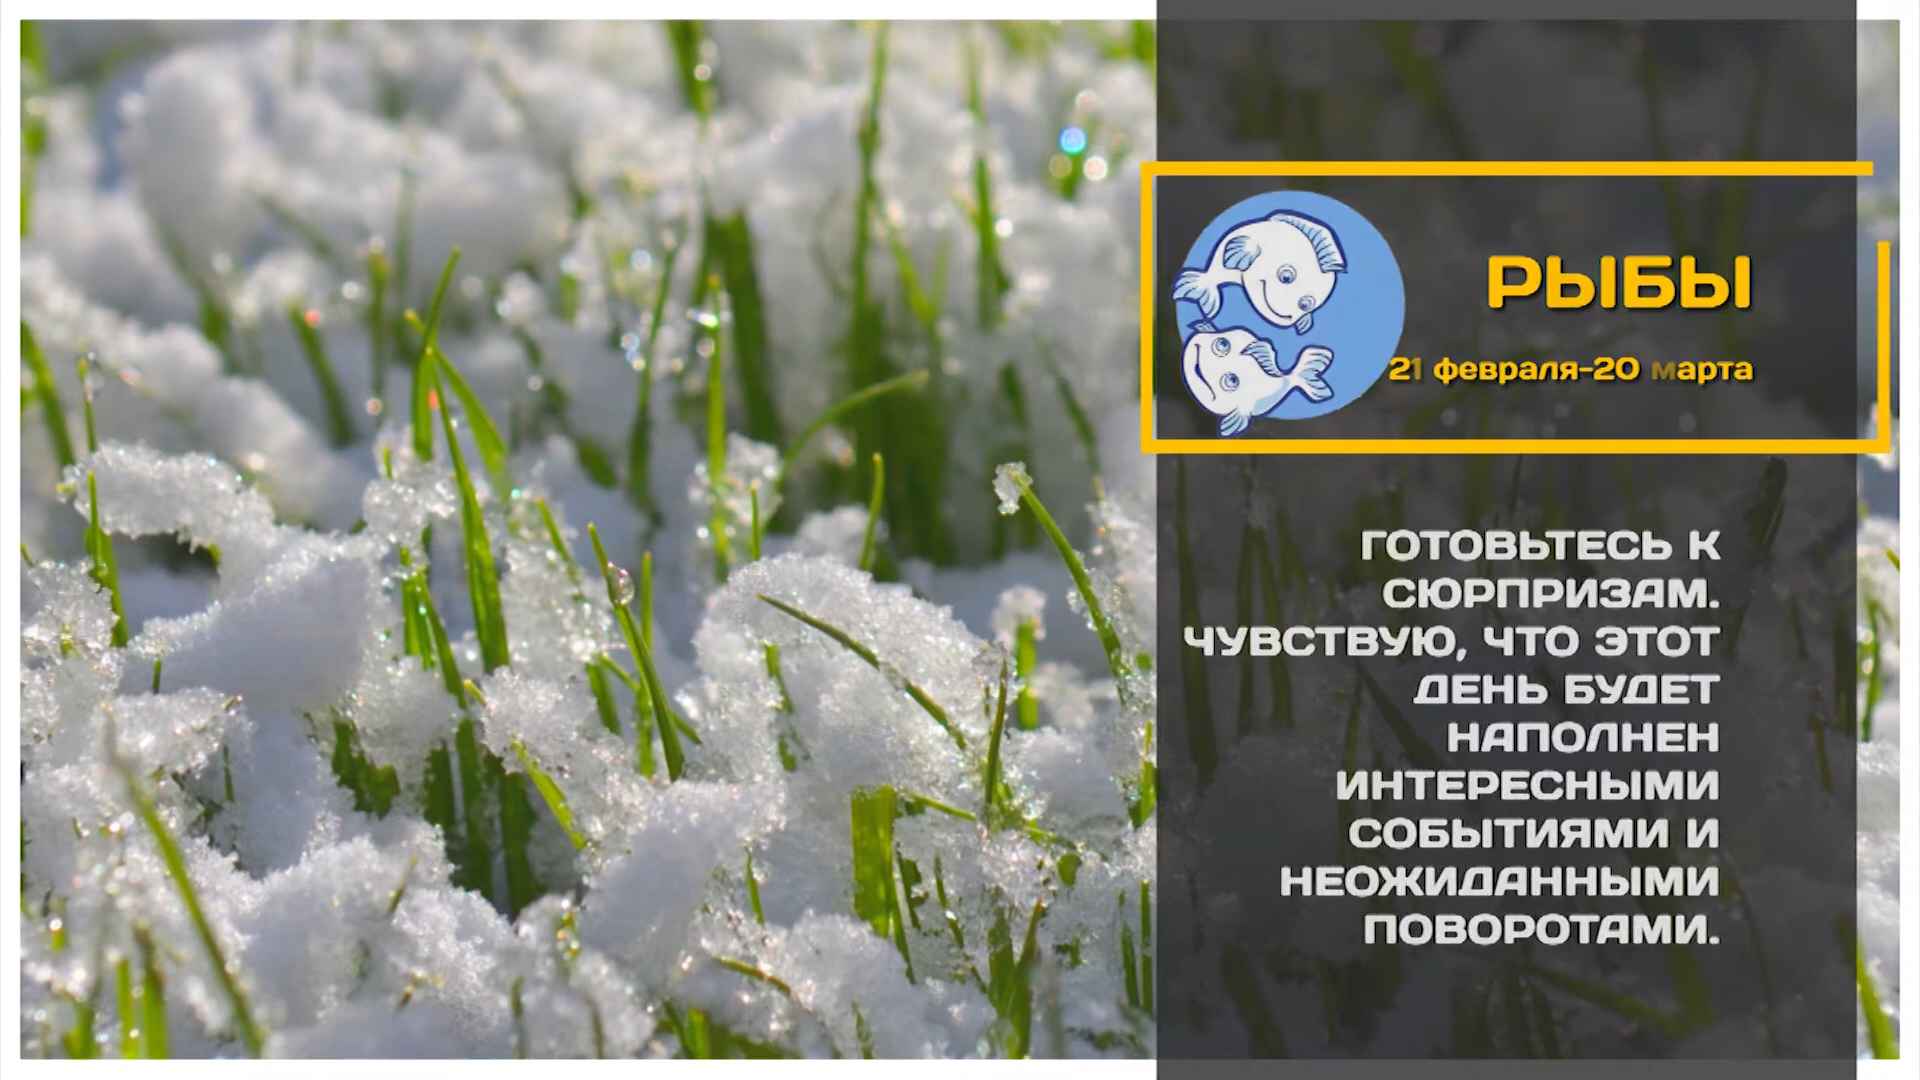 РЫБЫ
21 февраля-20 марта
ГОТОВЬТЕСЬ К
СЮРПРИЗАМ.
ЧУВСТВУЮ, ЧТО ЭТОТ
ДЕНЬ БУДЕТ
НАПОЛНЕН
ИНТЕРЕСНЫМИ
СОБЫТИЯМИ И
НЕОЖИДАННЫМИ
ПОВОРОТАМИ.